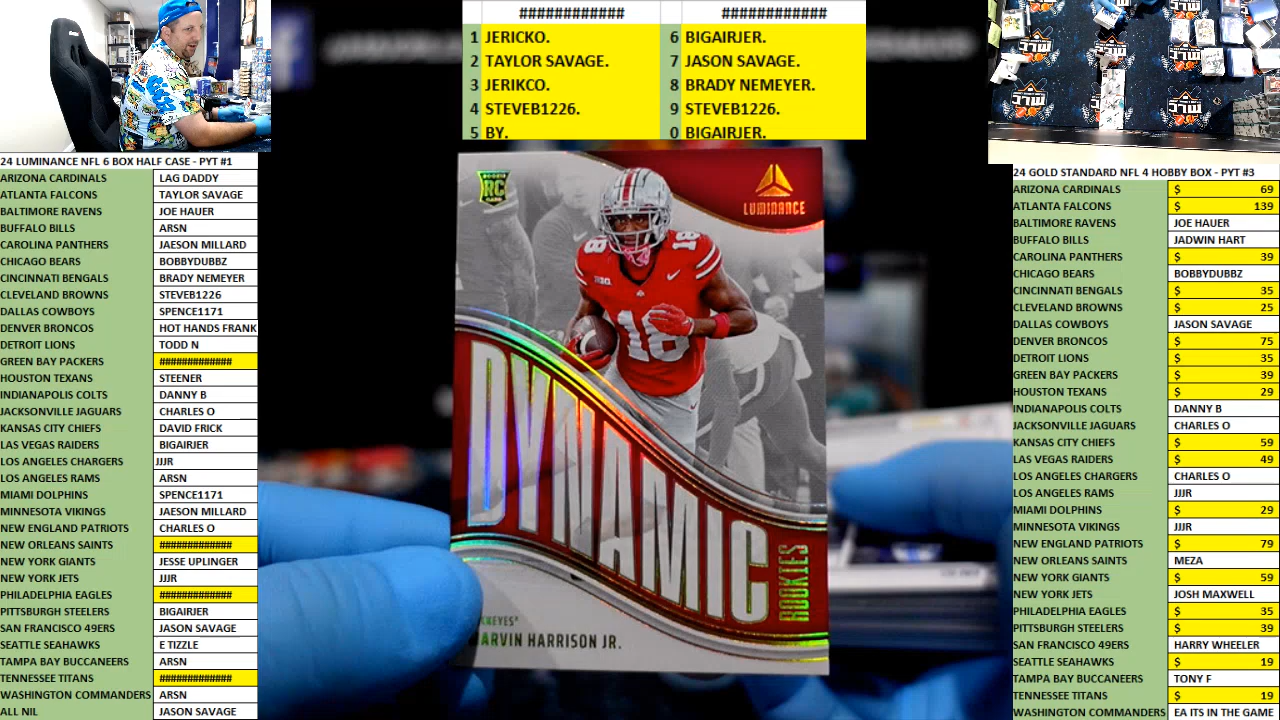 ############ ############
1 JERICKO. 6 BIGAIRJER.
2 TAYLOR SAVAGE. 7 JASON SAVAGE.
3 JERIKCO. 8 BRADY NEMEYER.
4 STEVEB1226. 9 STEVEB1226.
5 BY. 0 BIGAIRJER.
24 LUMINANCE NFL 6 BOX HALF CASE - PYT #1
ARIZONA CARDINALS LAG DADDY
ATLANTA FALCONS TAYLOR SAVAGE
BALTIMORE RAVENS JOE HAUER
BUFFALO BILLS ARSN
CAROLINA PANTHERS JAESON MILLARD
CHICAGO BEARS BOBBYDUBBZ
CINCINNATI BENGALS BRADY NEMEYER
CLEVELAND BROWNS STEVEB1226
DALLAS COWBOYS SPENCE1171
DENVER BRONCOS HOT HANDS FRANK
DETROIT LIONS TODD N
GREEN BAY PACKERS #############
HOUSTON TEXANS STEENER
INDIANAPOLIS COLTS DANNY B
JACKSONVILLE JAGUARS CHARLES O
KANSAS CITY CHIEFS DAVID FRICK
LAS VEGAS RAIDERS BIGAIRJER
LOS ANGELES CHARGERS JJJR
LOS ANGELES RAMS ARSN
MIAMI DOLPHINS SPENCE1171
MINNESOTA VIKINGS JAESON MILLARD
NEW ENGLAND PATRIOTS CHARLES O
NEW ORLEANS SAINTS #############
NEW YORK GIANTS JESSE UPLINGER
NEW YORK JETS JJJR
PHILADELPHIA EAGLES #############
PITTSBURGH STEELERS BIGAIRJER
SAN FRANCISCO 49ERS JASON SAVAGE
SEATTLE SEAHAWKS E TIZZLE
TAMPA BAY BUCCANEERS ARSN
TENNESSEE TITANS #############
WASHINGTON COMMANDERS ARSN
ALL NIL JASON SAVAGE
RC
LUMINANCE
18 18
18
DYNAMIC
ROOKIES
ARVIN HARRISON JR.
24 GOLD STANDARD NFL 4 HOBBY BOX - PYT #3
ARIZONA CARDINALS $ 69
ATLANTA FALCONS $ 139
BALTIMORE RAVENS JOE HAUER
BUFFALO BILLS JADWIN HART
CAROLINA PANTHERS $ 39
CHICAGO BEARS BOBBYDUBBZ
CINCINNATI BENGALS $ 35
CLEVELAND BROWNS $ 25
DALLAS COWBOYS JASON SAVAGE
DENVER BRONCOS $ 75
DETROIT LIONS $ 35
GREEN BAY PACKERS $ 39
HOUSTON TEXANS $ 29
INDIANAPOLIS COLTS DANNY B
JACKSONVILLE JAGUARS CHARLES O
KANSAS CITY CHIEFS $ 59
LAS VEGAS RAIDERS $ 49
LOS ANGELES CHARGERS CHARLES O
LOS ANGELES RAMS JJJR
MIAMI DOLPHINS $ 29
MINNESOTA VIKINGS JJJR
NEW ENGLAND PATRIOTS $ 79
NEW ORLEANS SAINTS MEZA
NEW YORK GIANTS $ 59
NEW YORK JETS JOSH MAXWELL
PHILADELPHIA EAGLES $ 35
PITTSBURGH STEELERS $ 39
SAN FRANCISCO 49ERS HARRY WHEELER
SEATTLE SEAHAWKS $ 19
TAMPA BAY BUCCANEERS TONY F
TENNESSEE TITANS $ 19
WASHINGTON COMMANDERS EA ITS IN THE GAME